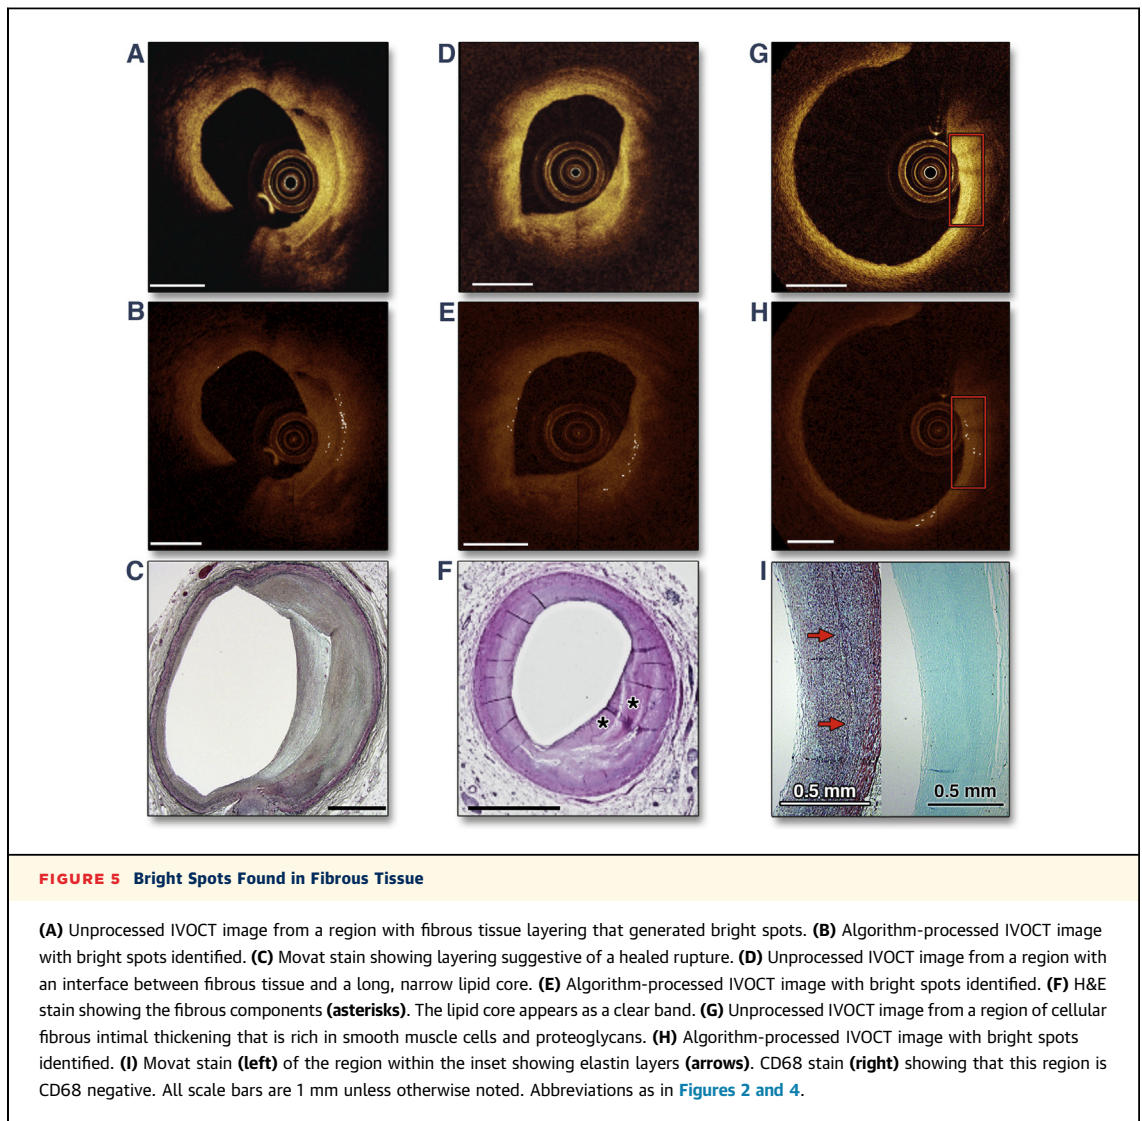 A
D
G
B
E
H
C
F
*
*
I
0.5 mm
0.5 mm
FIGURE 5 Bright Spots Found in Fibrous Tissue
(A) Unprocessed IVOCT image from a region with fibrous tissue layering that generated bright spots. (B) Algorithm-processed IVOCT image
with bright spots identified. (C) Movat stain showing layering suggestive of a healed rupture. (D) Unprocessed IVOCT image from a region with
an interface between fibrous tissue and a long, narrow lipid core. (E) Algorithm-processed IVOCT image with bright spots identified. (F) H&E
stain showing the fibrous components (asterisks). The lipid core appears as a clear band. (G) Unprocessed IVOCT image from a region of cellular
fibrous intimal thickening that is rich in smooth muscle cells and proteoglycans. (H) Algorithm-processed IVOCT image with bright spots
identified. (I) Movat stain (left) of the region within the inset showing elastin layers (arrows). CD68 stain (right) showing that this region is
CD68 negative. All scale bars are 1 mm unless otherwise noted. Abbreviations as in Figures 2 and 4.